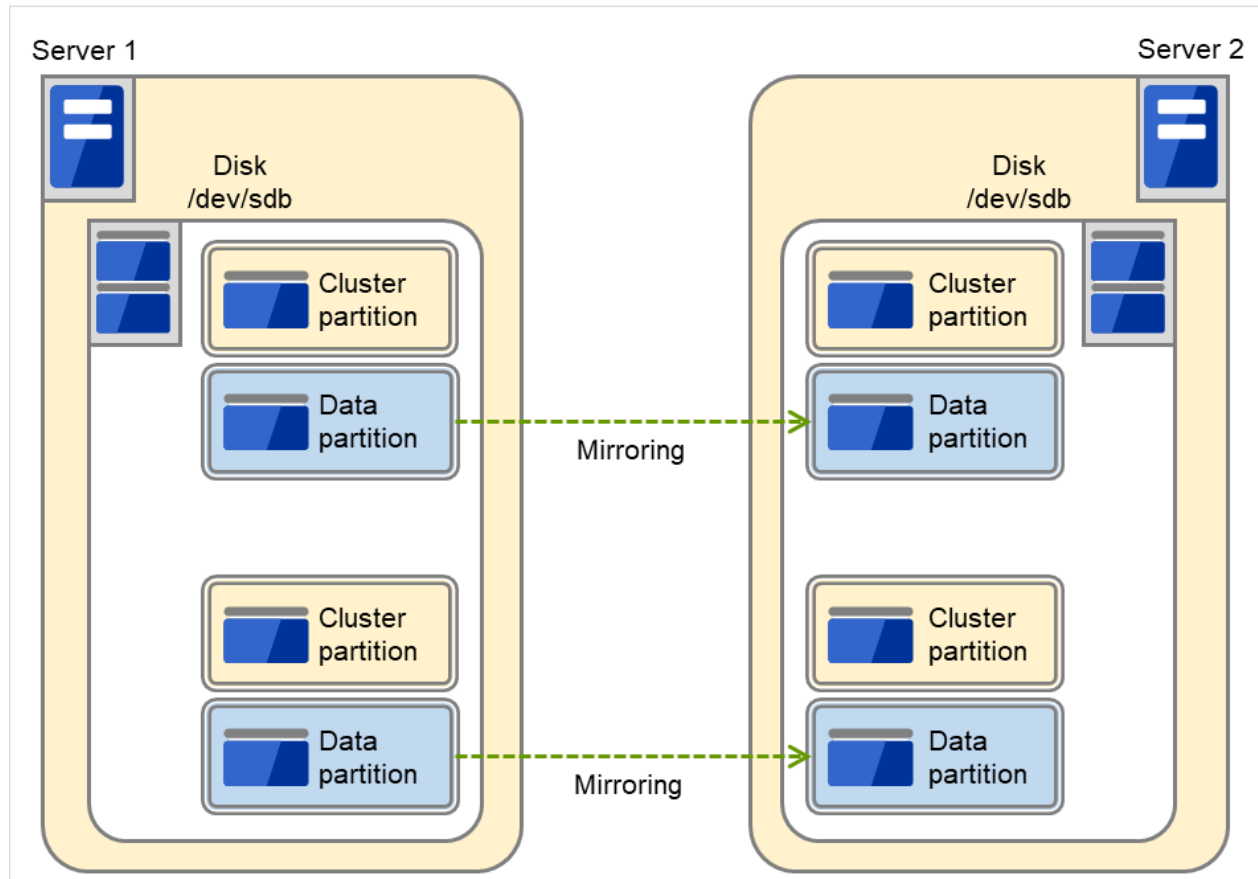 Server 1
Server 2
Disk
/dev/sdb
Disk
/dev/sdb
Cluster
partition
Cluster
partition
Data
partition
Mirroring
Data
partition
Cluster
partition
Cluster
partition
Data
partition
Mirroring
Data
partition